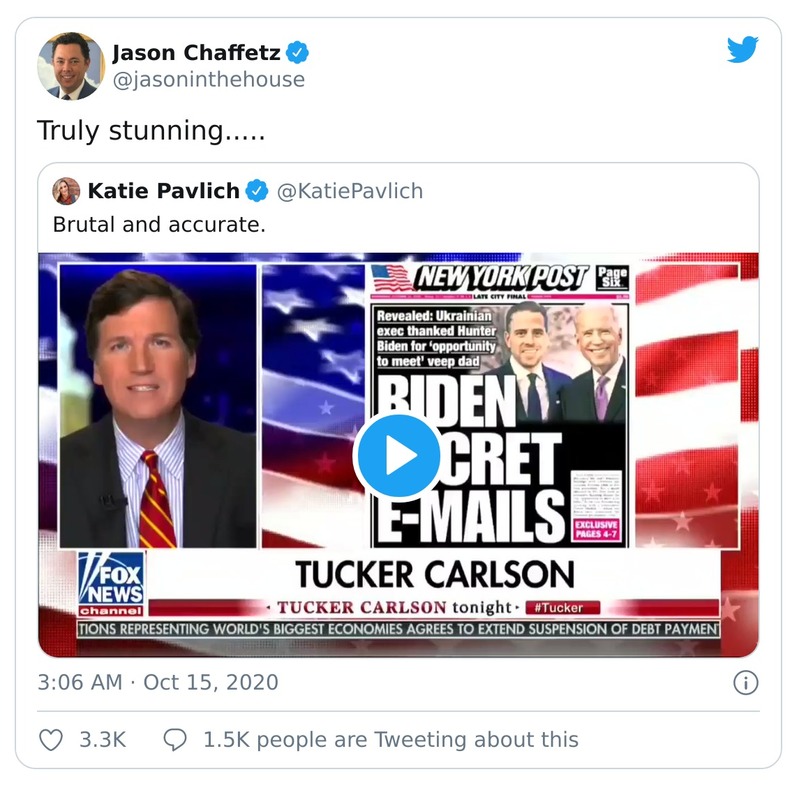 Jason Chaffetz
@jasoninthehouse
Truly stunning.....
Katie Pavlich @KatiePavlich
Brutal and accurate.
NEW YORK POST
Page
Six
LATE CITY FINAL
Revealed: Ukrainian
exec thanked Hunter
Biden for 'opportunity
to meet' veep dad
BIDEN
CRET
E-MAILS
EXCLUSIVE
PAGES 4-7
FOX
NEWS
channel
TUCKER CARLSON
· TUCKER CARLSON tonight ·
#Tucker
TIONS REPRESENTING WORLD'S BIGGEST ECONOMIES AGREES TO EXTEND SUSPENSION OF DEBT PAYMEN
3:06 AM · Oct 15, 2020
3.3K
1.5K people are Tweeting about this